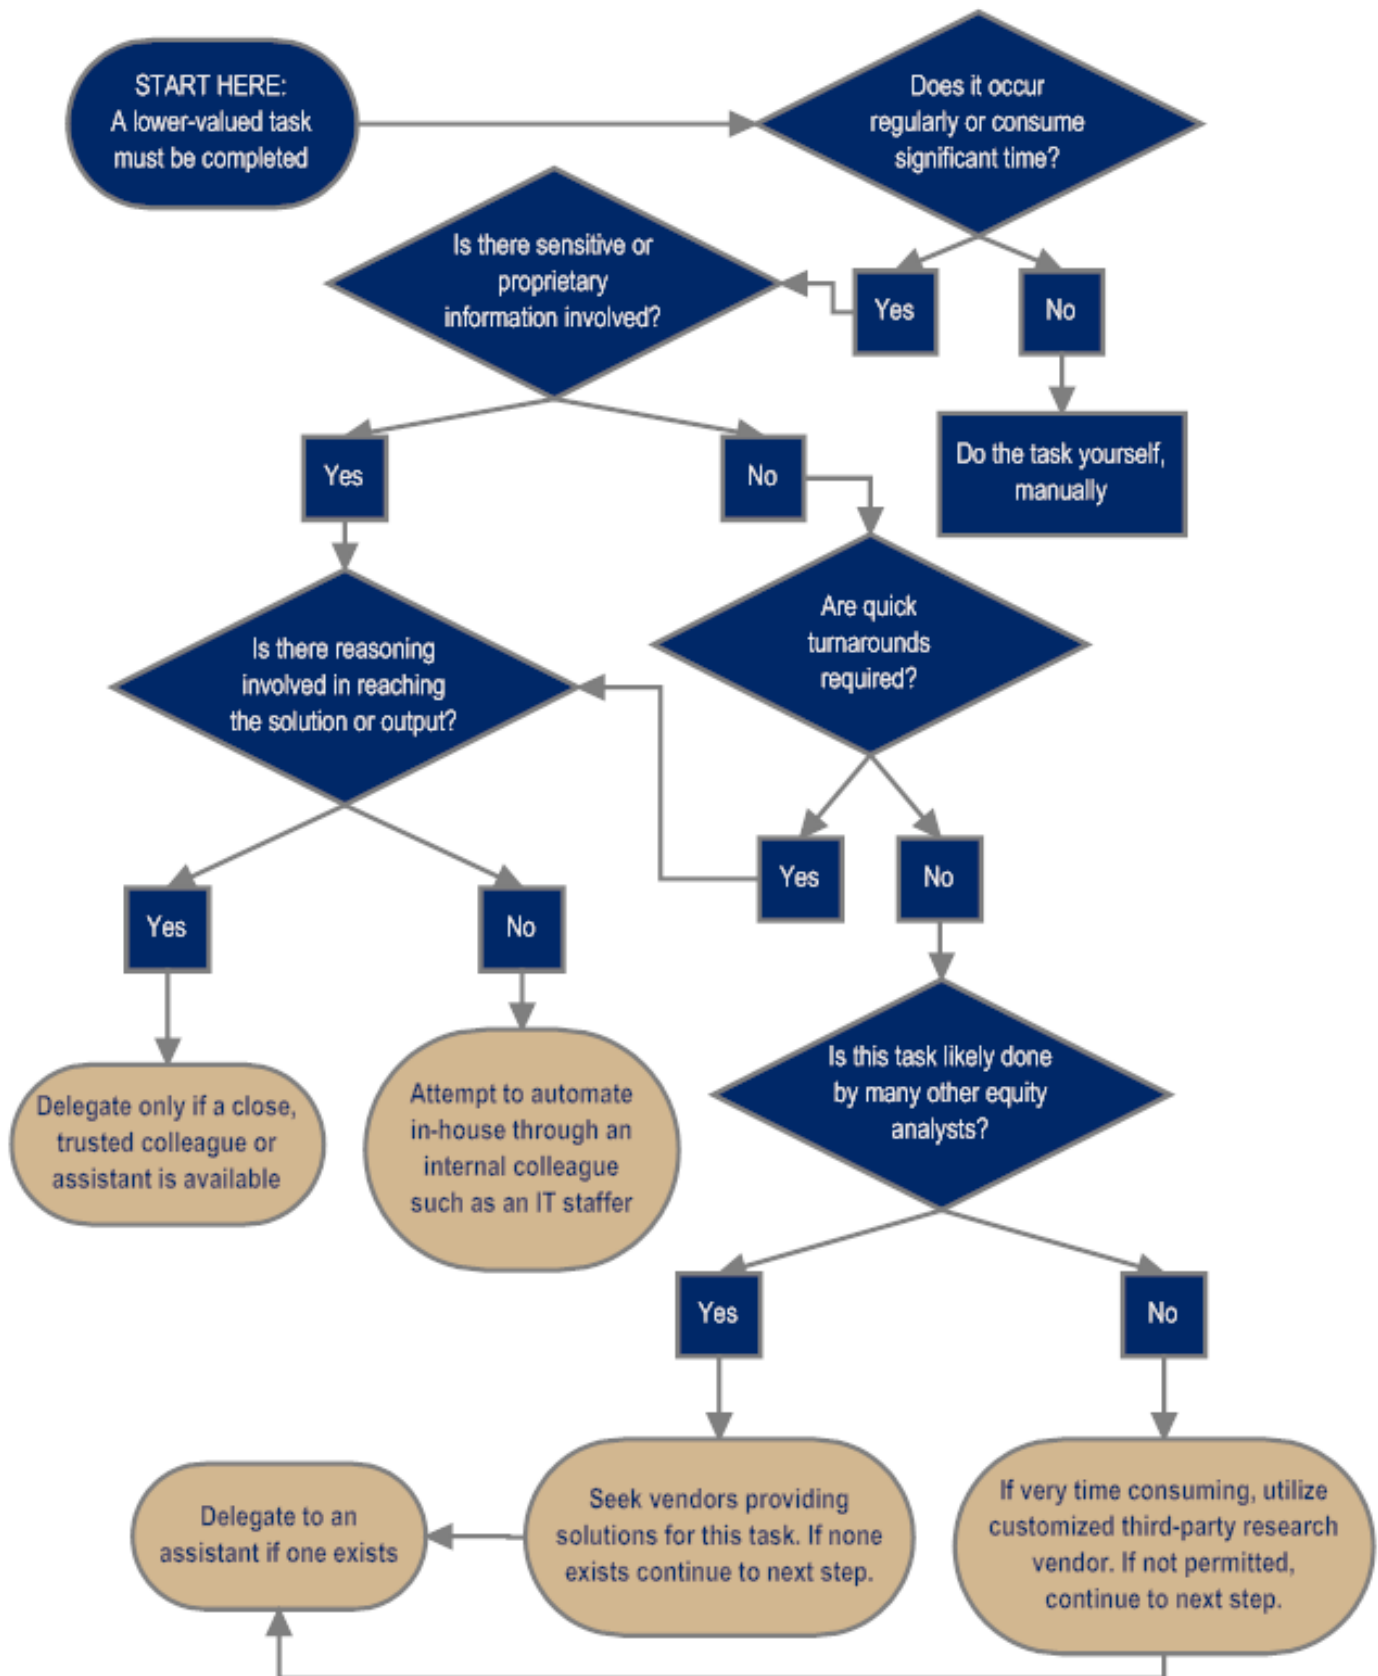 START HERE:
A lower-valued task
must be completed
Does it occur
regularly or consume
significant time?
Is there sensitive or
proprietary
information involved?
Yes
No
Yes
No
Do the task yourself,
manually
Is there reasoning
involved in reaching
the solution or output?
Are quick
turnarounds
required?
Yes
No
Yes
No
Delegate only if a close,
trusted colleague or
assistant is available
Attempt to automate
in-house through an
internal colleague
such as an IT staffer
Is this task likely done
by many other equity
analysts?
Yes
No
Delegate to an
assistant if one exists
Seek vendors providing
solutions for this task. If none
exists continue to next step.
If very time consuming, utilize
customized third-party research
vendor. If not permitted,
continue to next step.